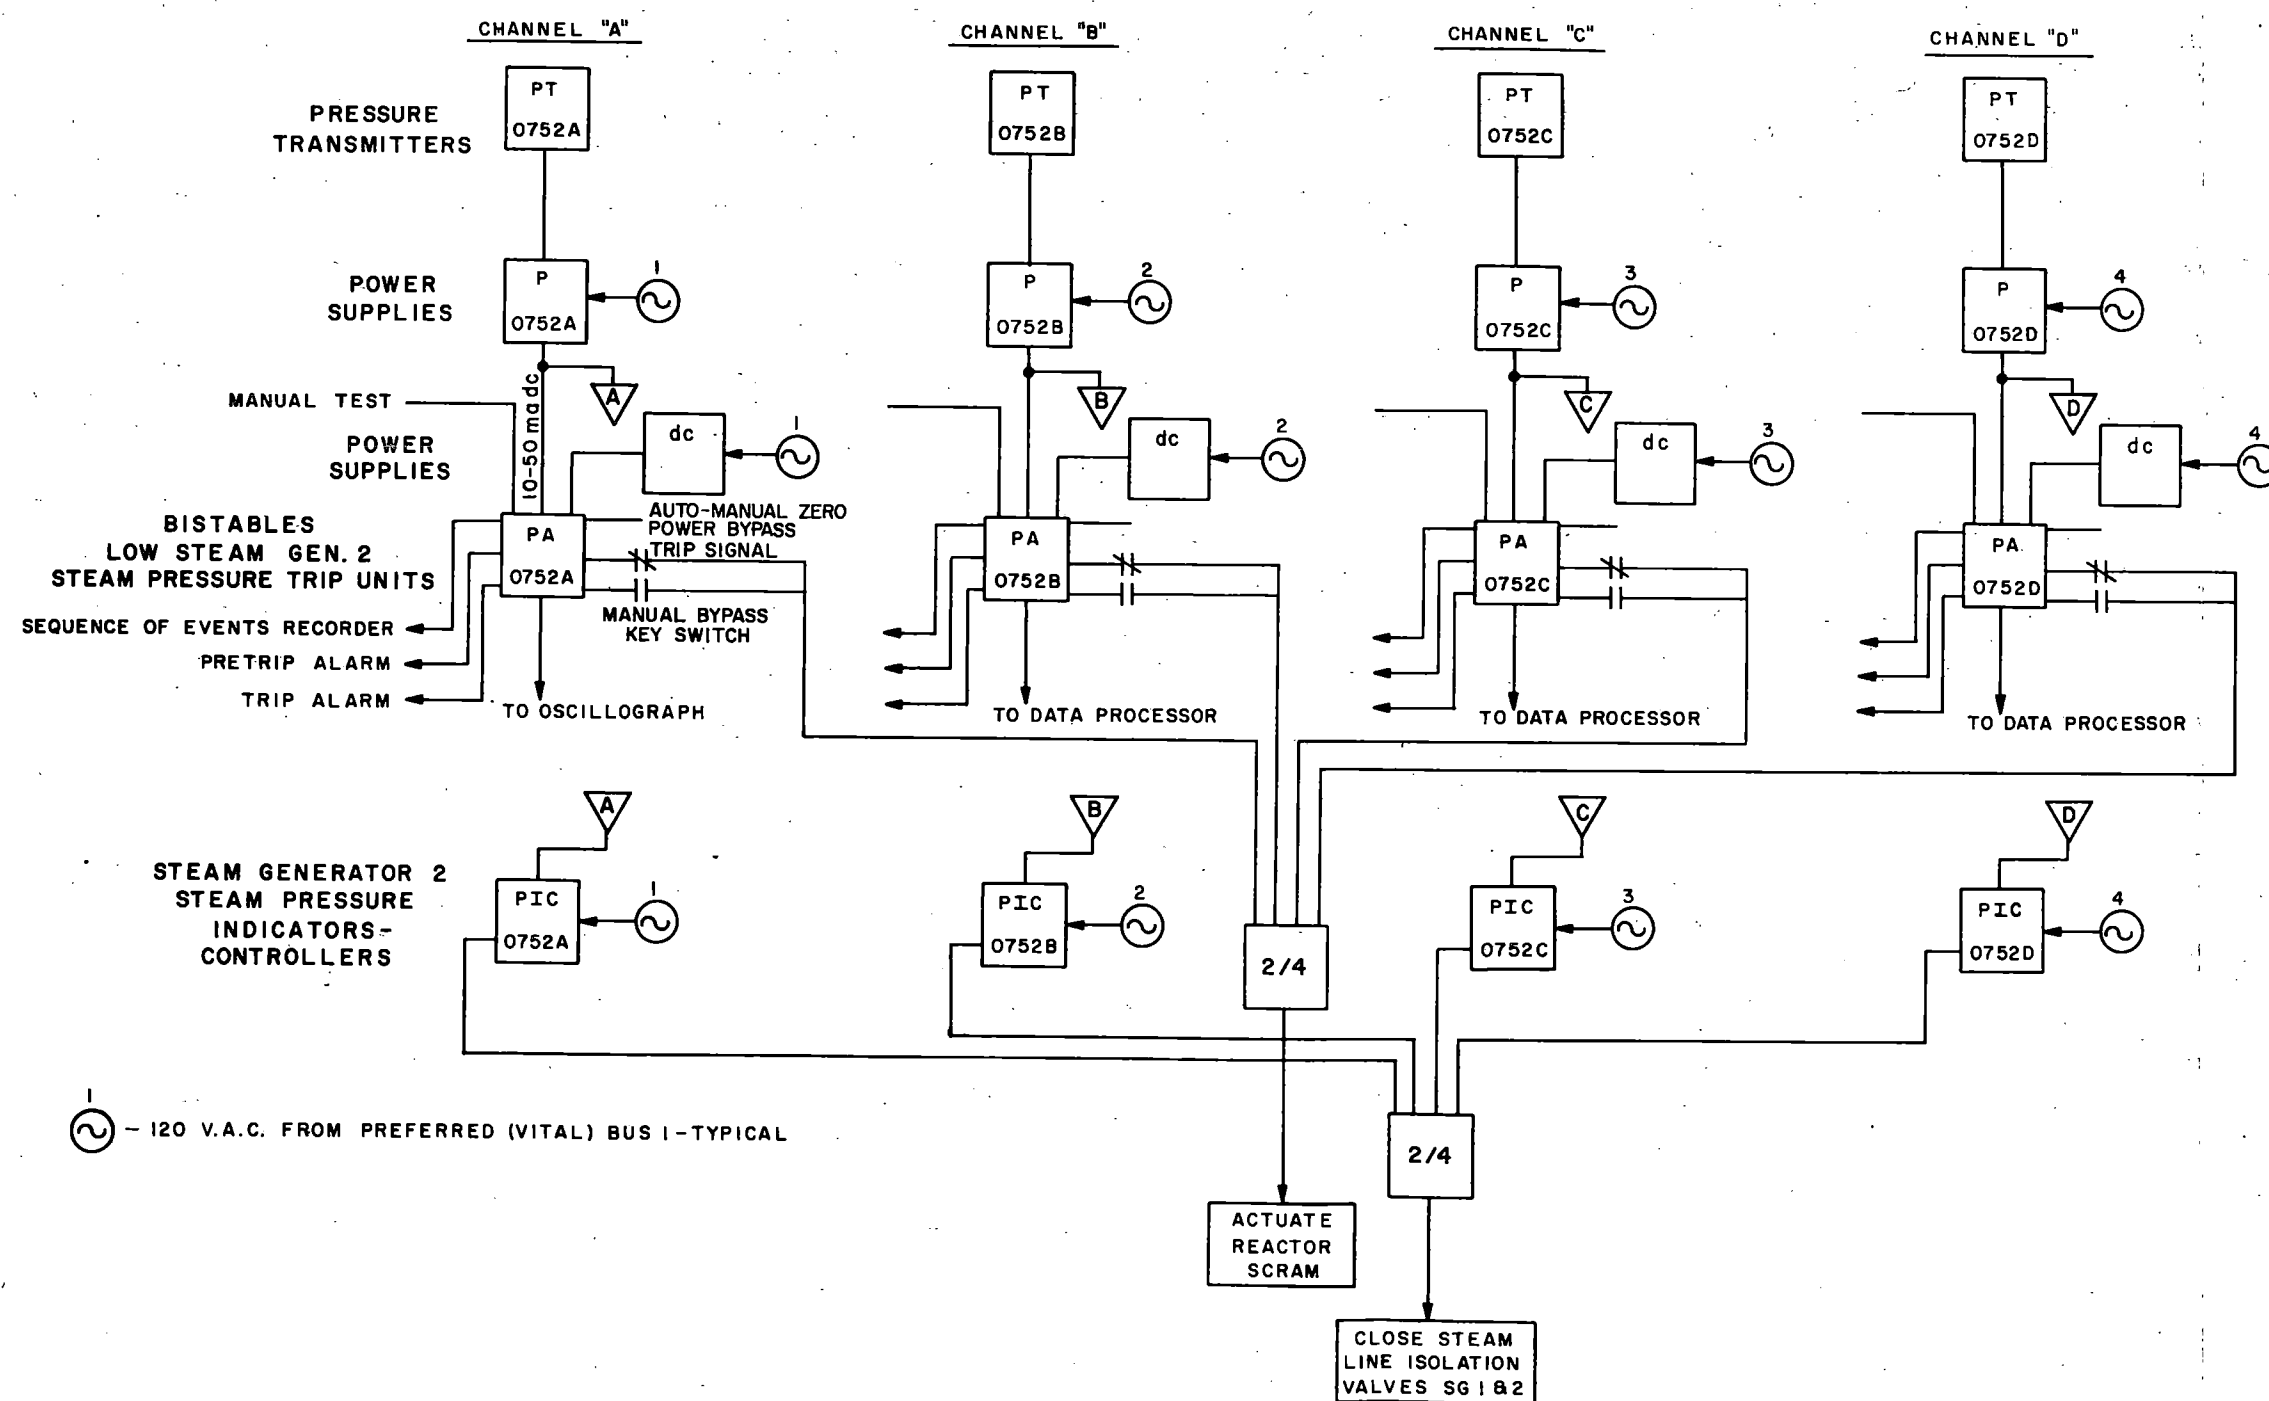 CHANNEL "A"
CHANNEL "B"
CHANNEL "C"
CHANNEL "D"
PRESSURE
TRANSMITTERS
PT
0752A
PT
0752B
PT
0752C
PT
0752D
POWER
SUPPLIES
P
0752A
1
P
0752B
2
P
0752C
3
P
0752D
4
MANUAL TEST
10-50 madc
A
B
C
D
POWER
SUPPLIES
dc
1
dc
2
dc
3
dc
4
BISTABLES
LOW STEAM GEN. 2
STEAM PRESSURE TRIP UNITS
PA
0752A
AUTO-MANUAL ZERO
POWER BYPASS
TRIP SIGNAL
MANUAL BYPASS
KEY SWITCH
PA
0752B
PA
0752C
PA
0752D
SEQUENCE OF EVENTS RECORDER
PRETRIP ALARM
TRIP ALARM
TO OSCILLOGRAPH
TO DATA PROCESSOR
TO DATA PROCESSOR
TO DATA PROCESSOR
A
B
C
D
STEAM GENERATOR 2
STEAM PRESSURE
INDICATORS-
CONTROLLERS
PIC
0752A
1
PIC
0752B
2
PIC
0752C
3
PIC
0752D
4
2/4
2/4
1
- 120 V.A.C. FROM PREFERRED (VITAL) BUS 1-TYPICAL
ACTUATE
REACTOR
SCRAM
CLOSE STEAM
LINE ISOLATION
VALVES SG 1 & 2